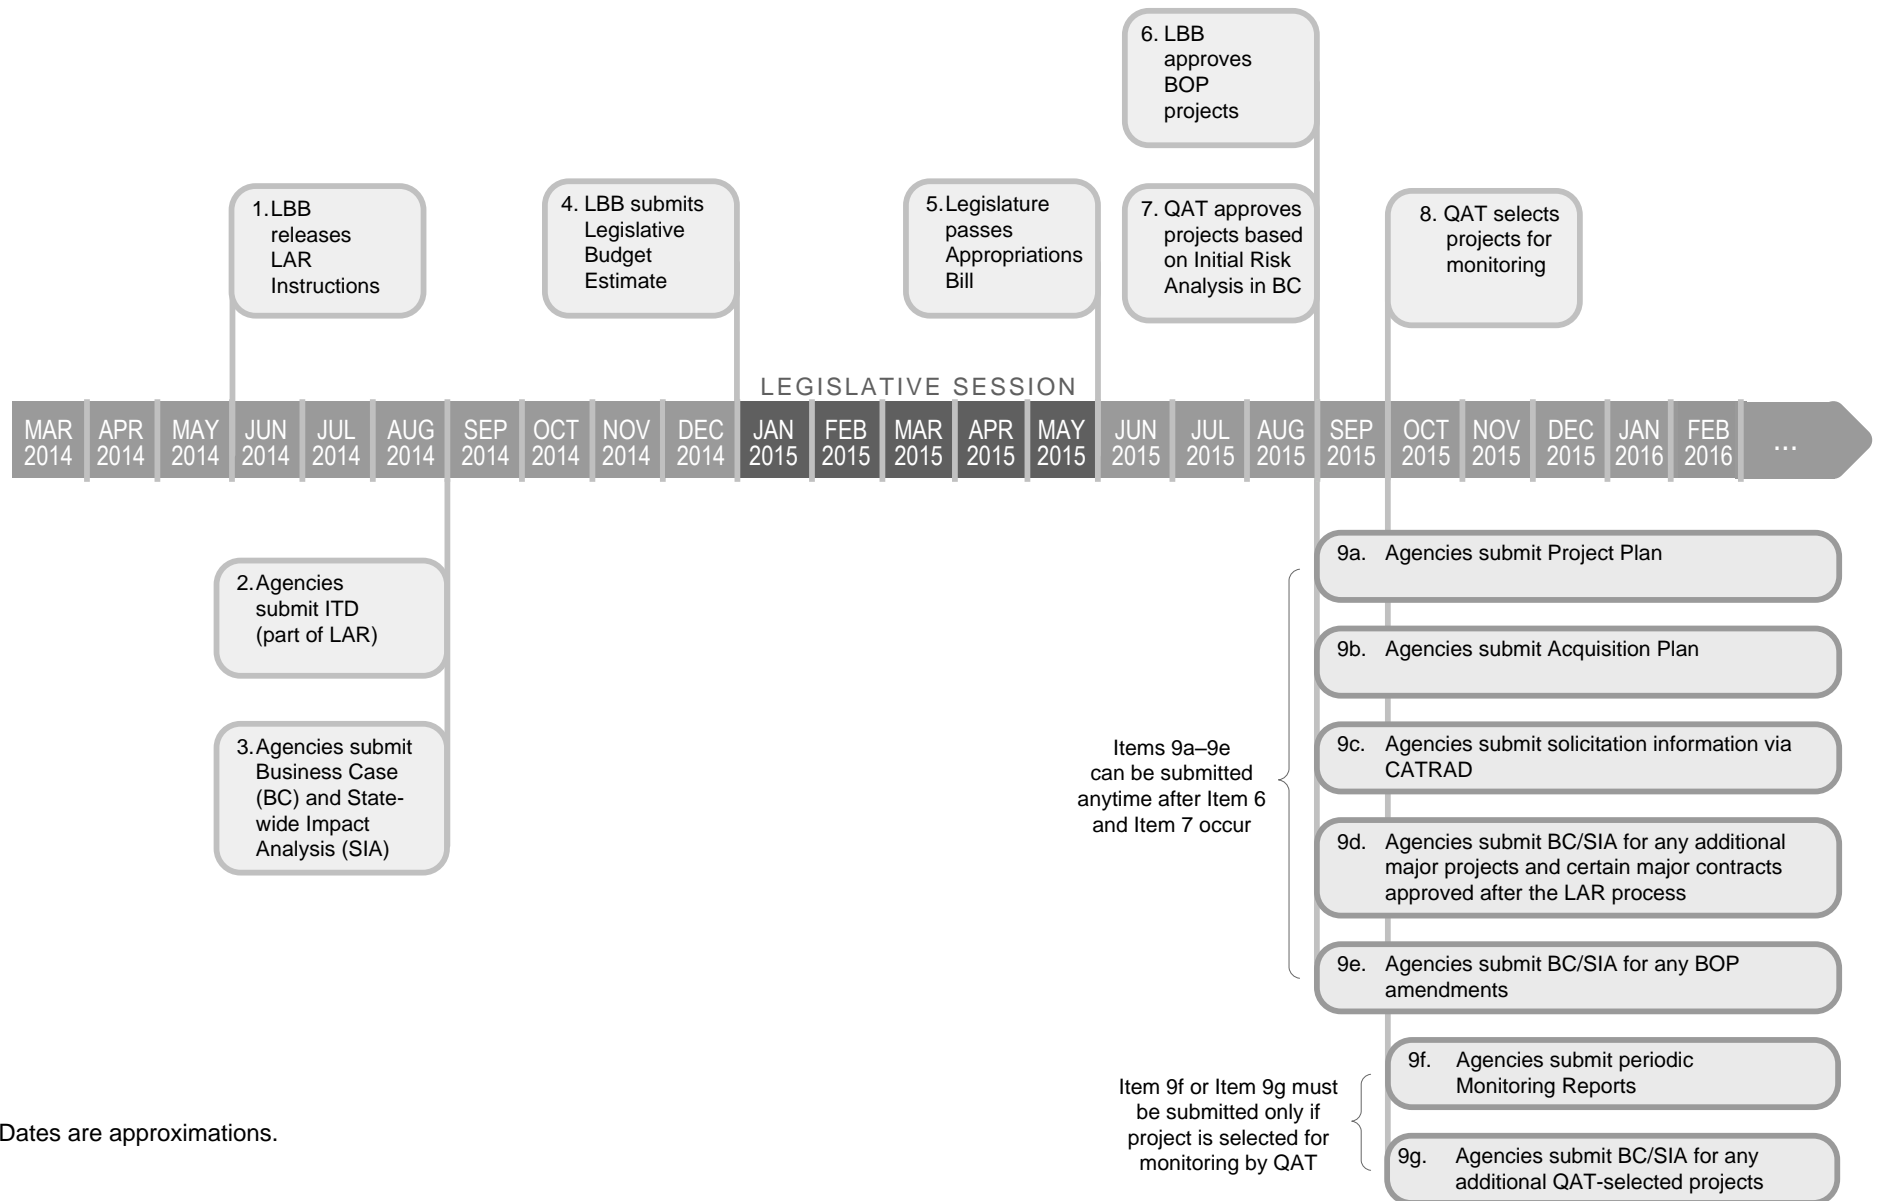 6. LBB
approves
BOP
projects
1.LBB
releases
LAR
Instructions
4. LBB submits
Legislative
Budget
Estimate
5.Legislature
passes
Appropriations
Bill
7. QAT approves
projects based
on Initial Risk
Analysis in BC
8. QAT selects
projects for
monitoring
LEGISLATIVE SESSION
MAR 2014
APR 2014
MAY 2014
JUN 2014
JUL 2014
AUG 2014
SEP 2014
OCT 2014
NOV 2014
DEC 2014
JAN 2015
FEB 2015
MAR 2015
APR 2015
MAY 2015
JUN 2015
JUL 2015
AUG 2015
SEP 2015
OCT 2015
NOV 2015
DEC 2015
JAN 2016
FEB 2016
...
2.Agencies
submit ITD
(part of LAR)
3.Agencies submit
Business Case
(BC) and State-
wide Impact
Analysis (SIA)
Items 9a–9e
can be submitted
anytime after Item 6
and Item 7 occur
9a. Agencies submit Project Plan
9b. Agencies submit Acquisition Plan
9c. Agencies submit solicitation information via
CATRAD
9d. Agencies submit BC/SIA for any additional
major projects and certain major contracts
approved after the LAR process
9e. Agencies submit BC/SIA for any BOP
amendments
Item 9f or Item 9g must
be submitted only if
project is selected for
monitoring by QAT
9f. Agencies submit periodic
Monitoring Reports
9g. Agencies submit BC/SIA for any
additional QAT-selected projects
Dates are approximations.